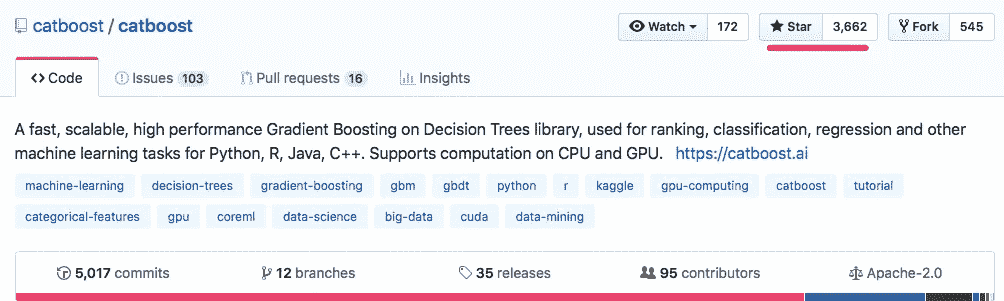 catboost / catboost Watch 172 Star 3,662 Fork 545
Code Issues 103 Pull requests 16 Insights
A fast, scalable, high performance Gradient Boosting on Decision Trees library, used for ranking, classification, regression and other
machine learning tasks for Python, R, Java, C++. Supports computation on CPU and GPU. https://catboost.ai
machine-learning decision-trees gradient-boosting gbm gbdt python r kaggle gpu-computing catboost tutorial
categorical-features gpu coreml data-science big-data cuda data-mining
5,017 commits 12 branches 35 releases 95 contributors Apache-2.0